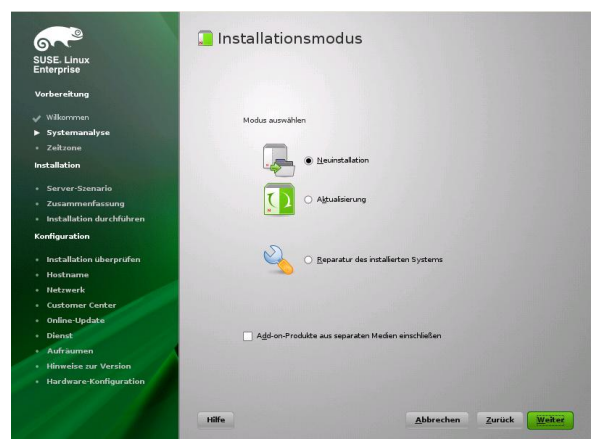 SUSE. Linux
Enterprise
Vorbereitung
Willkommen
Systemanalyse
Zeitzone
Installation
Server-Szenario
Zusammenfassung
Installation durchführen
Konfiguration
Installation überprüfen
Hostname
Netzwerk
Customer Center
Online-Update
Dienst
Aufräumen
Hinweise zur Version
Hardware-Konfiguration
Installationsmodus
Modus auswählen
Neuinstallation
Aktualisierung
Reparatur des installierten Systems
Add-on-Produkte aus separaten Medien einschließen
Hilfe
Abbrechen
Zurück
Weiter